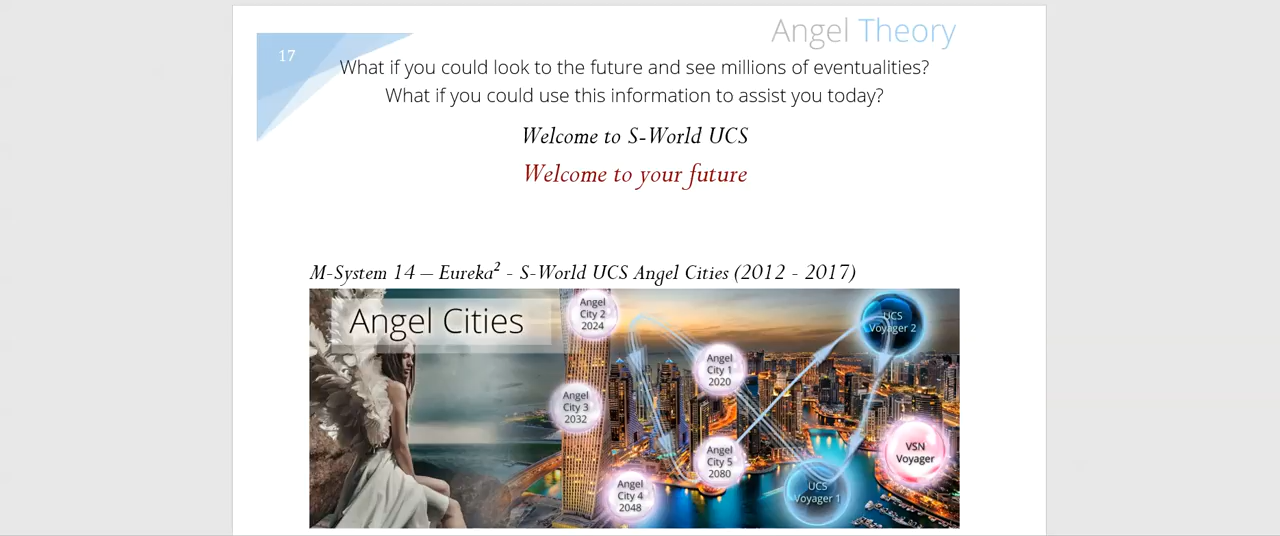 Angel Theory
17
What if you could look to the future and see millions of eventualities?
What if you could use this information to assist you today?
Welcome to S-World UCS
Welcome to your future
M-System 14 – Eureka² - S-World UCS Angel Cities (2012 - 2017)
Angel Cities
Angel
City 2
2024
UCS
Voyager 2
Angel
City 1
2020
Angel
City 3
2032
VSN
Voyager
Angel
City 5
2080
Angel
City 4
2048
UCS
Voyager 1